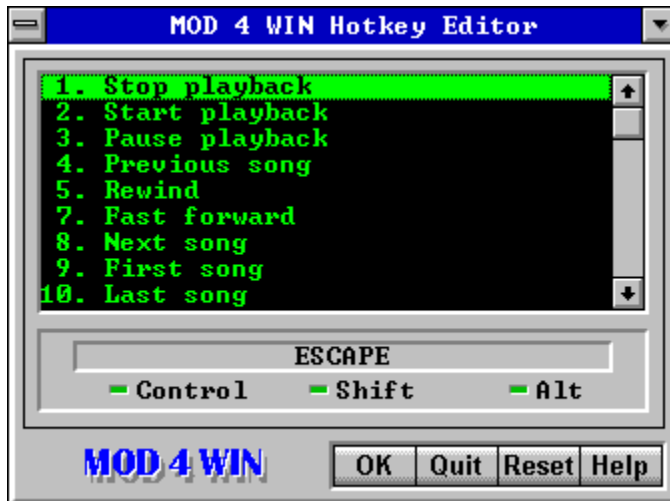 MOD 4 WIN Hotkey Editor
1. Stop playback
2. Start playback
3. Pause playback
4. Previous song
5. Rewind
7. Fast forward
8. Next song
9. First song
10. Last song
ESCAPE
Control Shift Alt
MOD 4 WIN OK Quit Reset Help